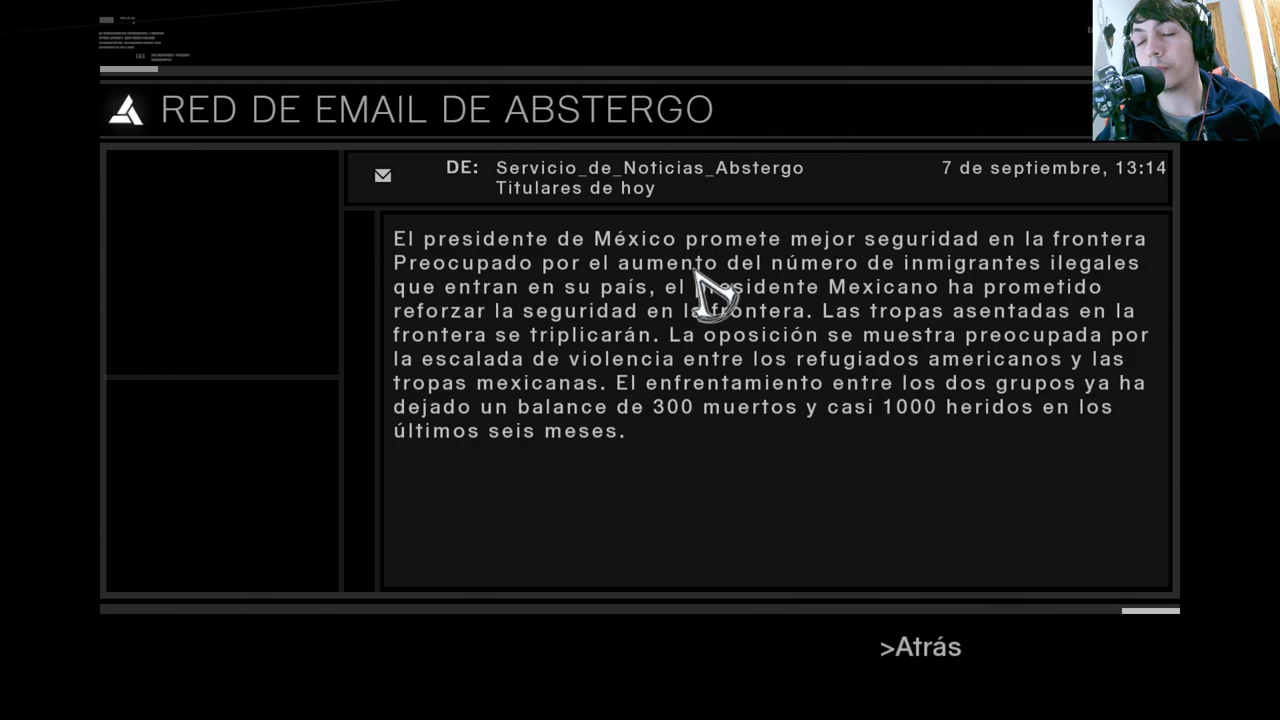 RED DE EMAIL DE ABSTERGO
DE: Servicio_de_Noticias_Abstergo 7 de septiembre, 13:14
Titulares de hoy
El presidente de México promete mejor seguridad en la frontera
Preocupado por el aumento del número de inmigrantes ilegales
que entran en su país, el presidente Mexicano ha prometido
reforzar la seguridad en la frontera. Las tropas asentadas en la
frontera se triplicarán. La oposición se muestra preocupada por
la escalada de violencia entre los refugiados americanos y las
tropas mexicanas. El enfrentamiento entre los dos grupos ya ha
dejado un balance de 300 muertos y casi 1000 heridos en los
últimos seis meses.
>Atrás